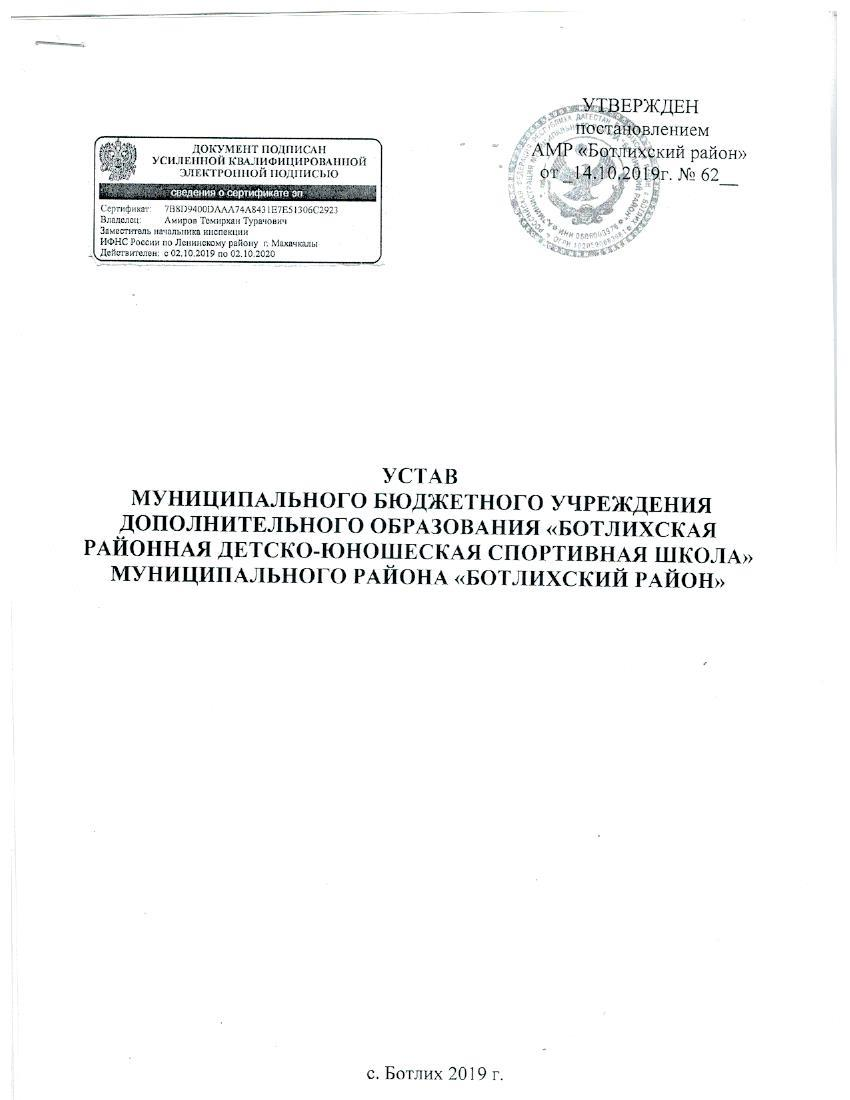 УТВЕРЖДЕН
постановлением
АМР «Ботлихский район»
от _14.10.2019г. № 62__
ДОКУМЕНТ ПОДПИСАН
УСИЛЕННОЙ КВАЛИФИЦИРОВАННОЙ
ЭЛЕКТРОННОЙ ПОДПИСЬЮ
сведения о сертификате эп
Сертификат: 7B8D9400DAAA74A8431E7E51306C2923
Владелец: Амиров Темирхан Турачович
Заместитель начальника инспекции
ИФНС России по Ленинскому району г. Махачкалы
Действителен: с 02.10.2019 по 02.10.2020
УСТАВ
МУНИЦИПАЛЬНОГО БЮДЖЕТНОГО УЧРЕЖДЕНИЯ
ДОПОЛНИТЕЛЬНОГО ОБРАЗОВАНИЯ «БОТЛИХСКАЯ
РАЙОННАЯ ДЕТСКО-ЮНОШЕСКАЯ СПОРТИВНАЯ ШКОЛА»
МУНИЦИПАЛЬНОГО РАЙОНА «БОТЛИХСКИЙ РАЙОН»
с. Ботлих 2019 г.